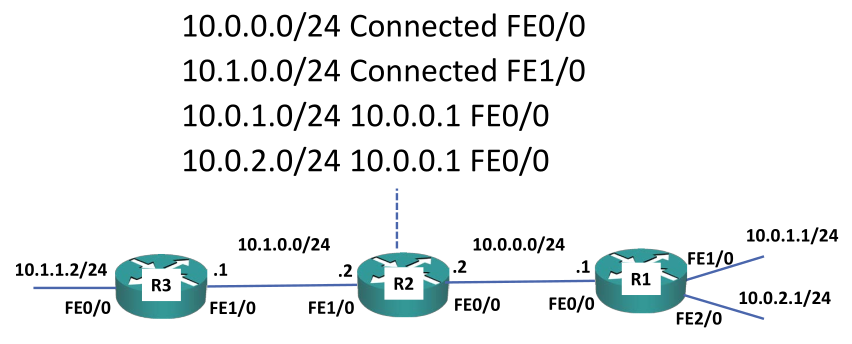 10.0.0.0/24 Connected FE0/0
10.1.0.0/24 Connected FE1/0
10.0.1.0/24 10.0.0.1 FE0/0
10.0.2.0/24 10.0.0.1 FE0/0
10.1.0.0/24
10.0.0.0/24
10.0.1.1/24
10.1.1.2/24
R3
.1
.2
R2
.2
.1
R1
FE1/0
10.0.2.1/24
FE0/0
FE1/0
FE1/0
FE0/0
FE0/0
FE2/0